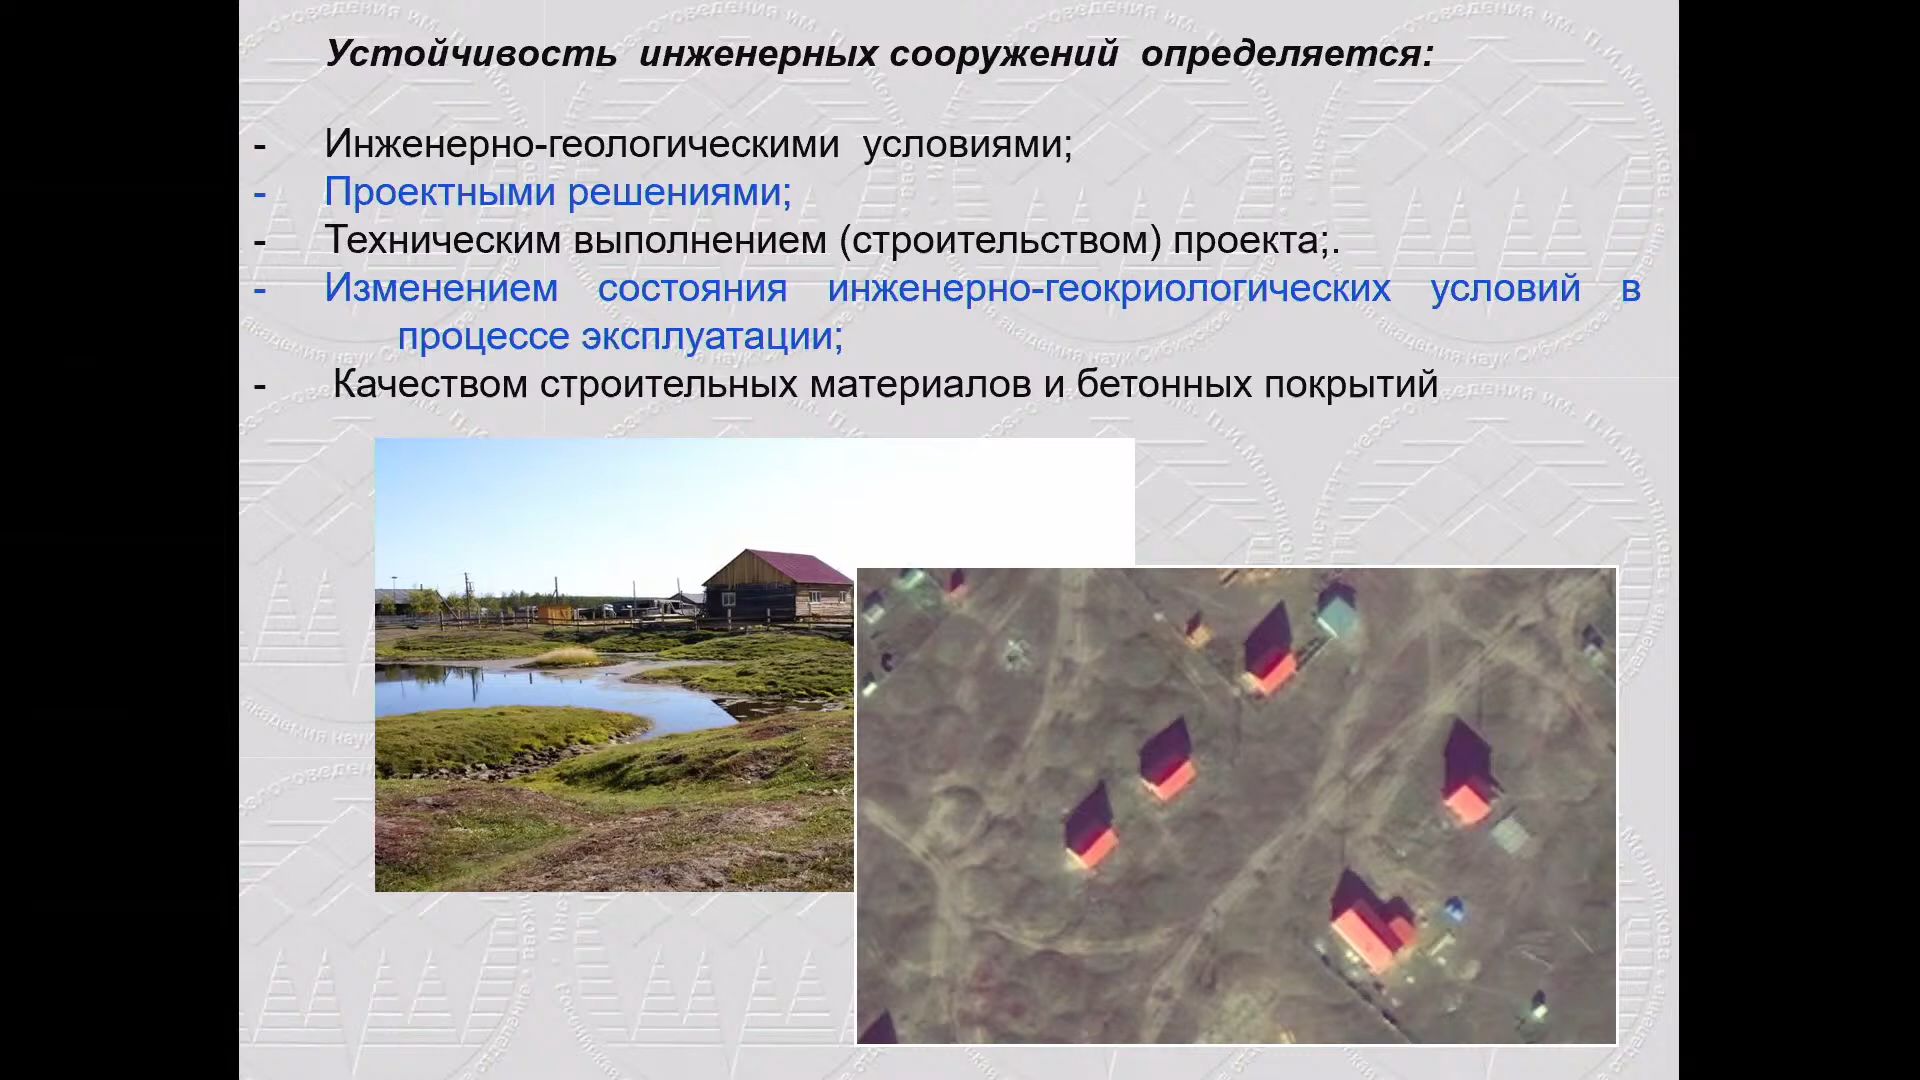 Устойчивость инженерных сооружений определяется:
- Инженерно-геологическими условиями;
- Проектными решениями;
- Техническим выполнением (строительством) проекта;.
- Изменением состояния инженерно-геокриологических условий в
процессе эксплуатации;
- Качеством строительных материалов и бетонных покрытий